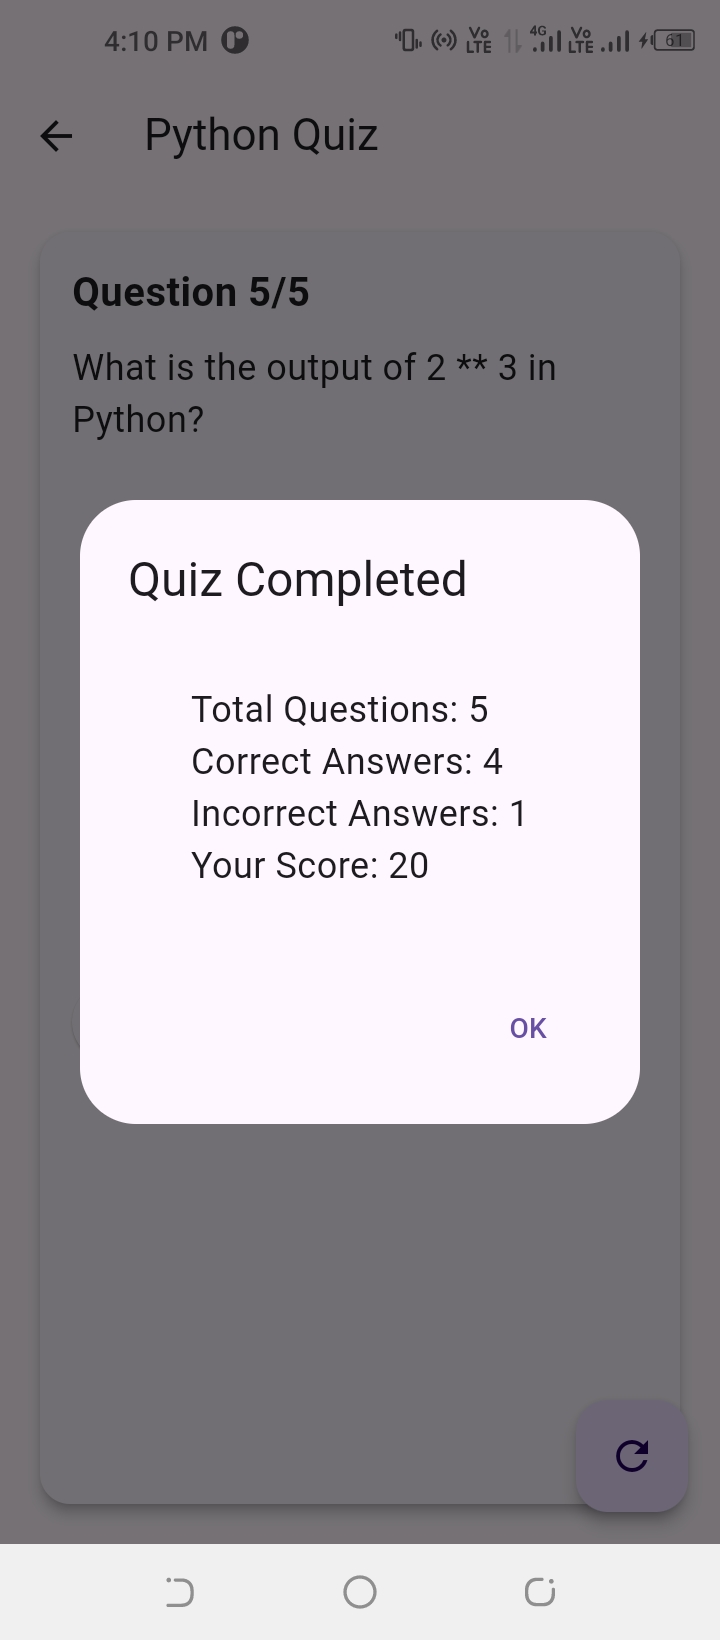 4:10 PM Vo LTE 4G Vo LTE 61
Python Quiz
Question 5/5
What is the output of 2 ** 3 in
Python?
Quiz Completed
Total Questions: 5
Correct Answers: 4
Incorrect Answers: 1
Your Score: 20
OK